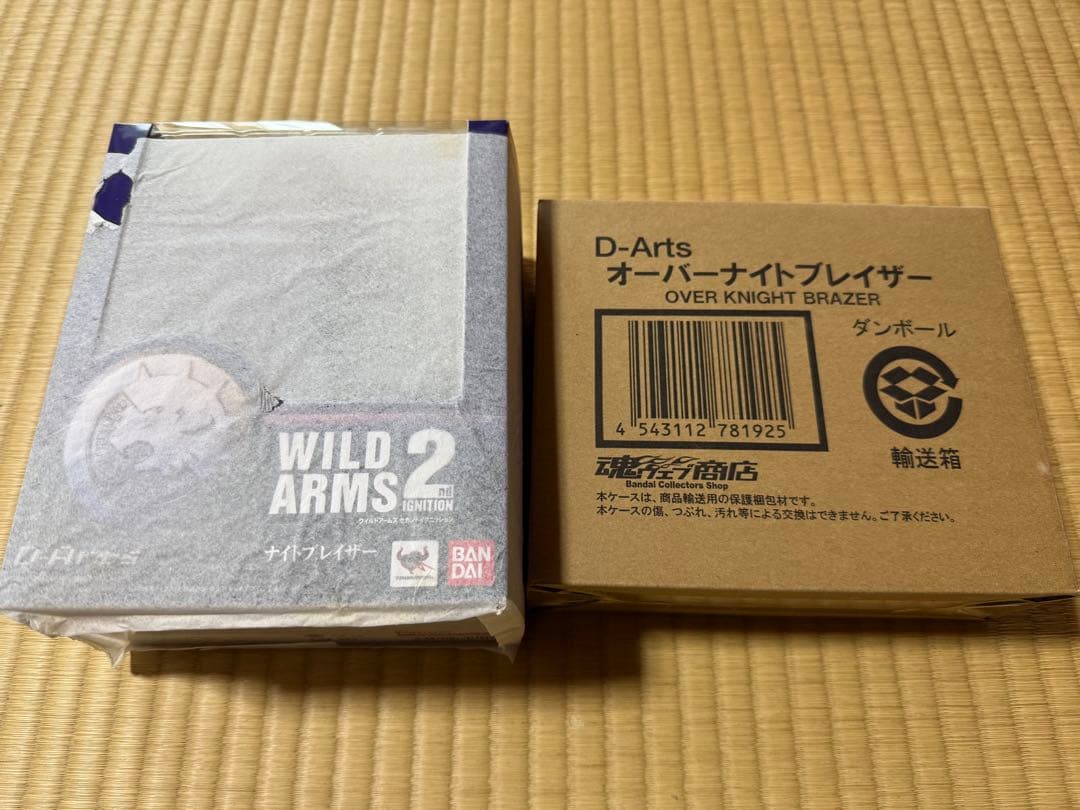 WILD
ARMS 2nd
IGNITION
ワイルドアームズ セカンドイグニッション
D-Arts
ナイトブレイザー
BAN
DAI
D-Arts
オーバーナイトブレイザー
OVER KNIGHT BRAZER
ダンボール
4 543112 781925
輸送箱
魂ウェブ商店
Bandai Collectors Shop
本ケースは、商品輸送用の保護梱包材です。
本ケースの傷、つぶれ、汚れ等による交換はできません。ご了承ください。